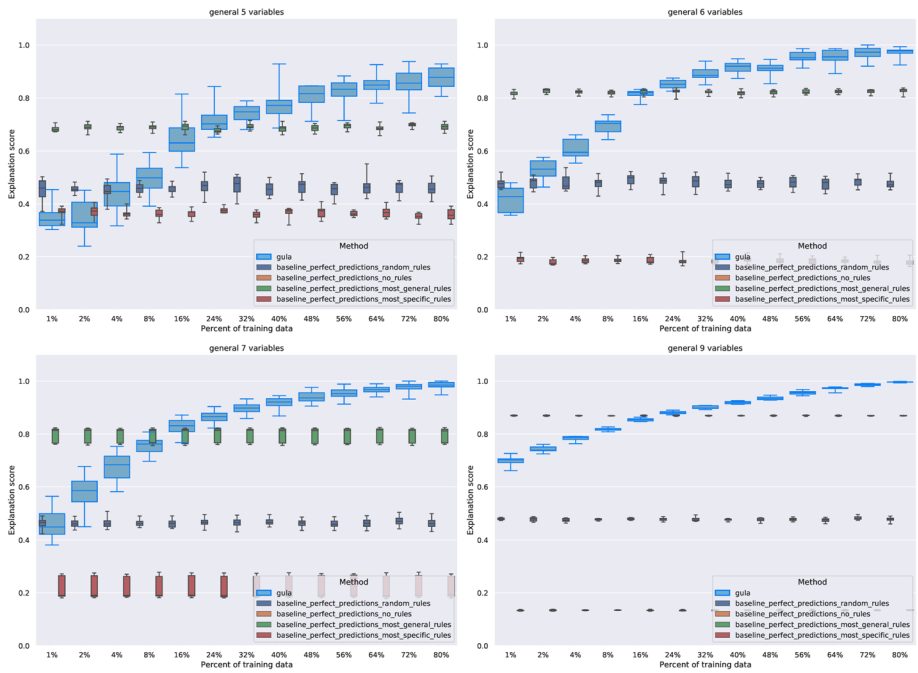 general 5 variables
1.0
0.8
0.6
0.4
0.2
0.0
Explanation score
1% 2% 4% 8% 16% 24% 32% 40% 48% 56% 64% 72% 80%
Percent of training data
Method
gula
baseline_perfect_predictions_random_rules
baseline_perfect_predictions_no_rules
baseline_perfect_predictions_most_general_rules
baseline_perfect_predictions_most_specific_rules
general 6 variables
1.0
0.8
0.6
0.4
0.2
0.0
Explanation score
1% 2% 4% 8% 16% 24% 32% 40% 48% 56% 64% 72% 80%
Percent of training data
Method
gula
baseline_perfect_predictions_random_rules
baseline_perfect_predictions_no_rules
baseline_perfect_predictions_most_general_rules
baseline_perfect_predictions_most_specific_rules
general 7 variables
1.0
0.8
0.6
0.4
0.2
0.0
Explanation score
1% 2% 4% 8% 16% 24% 32% 40% 48% 56% 64% 72% 80%
Percent of training data
Method
gula
baseline_perfect_predictions_random_rules
baseline_perfect_predictions_no_rules
baseline_perfect_predictions_most_general_rules
baseline_perfect_predictions_most_specific_rules
general 9 variables
1.0
0.8
0.6
0.4
0.2
0.0
Explanation score
1% 2% 4% 8% 16% 24% 32% 40% 48% 56% 64% 72% 80%
Percent of training data
Method
gula
baseline_perfect_predictions_random_rules
baseline_perfect_predictions_no_rules
baseline_perfect_predictions_most_general_rules
baseline_perfect_predictions_most_specific_rules